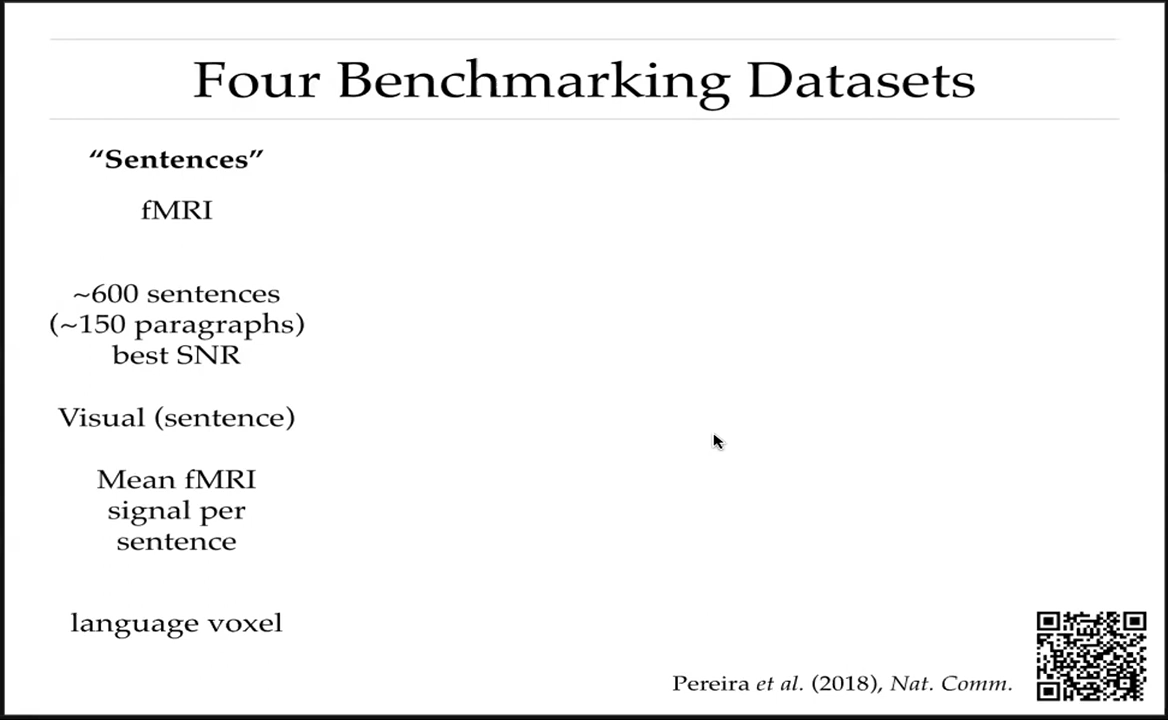 Four Benchmarking Datasets
“Sentences”
fMRI
~600 sentences
(~150 paragraphs)
best SNR
Visual (sentence)
Mean fMRI
signal per
sentence
language voxel
Pereira et al. (2018), Nat. Comm.